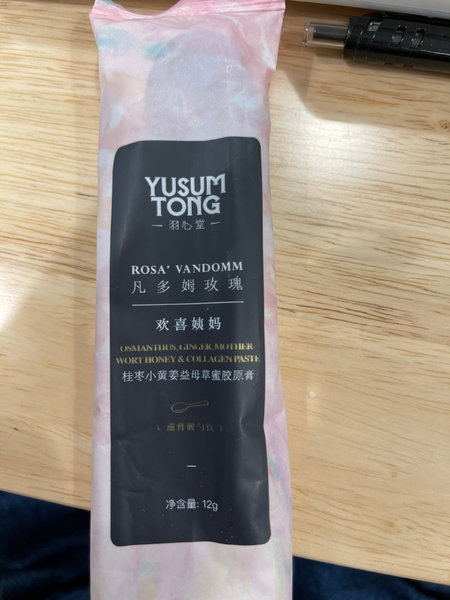 YUSUM
TONG
羽心堂
ROSA' VANDOMM
凡多姆玫瑰
欢喜姨妈
OSMANTHUS, GINGER, MOTHER-
WORT HONEY & COLLAGEN PASTE
桂枣小黄姜益母草蜜胶原膏
净含量: 12g